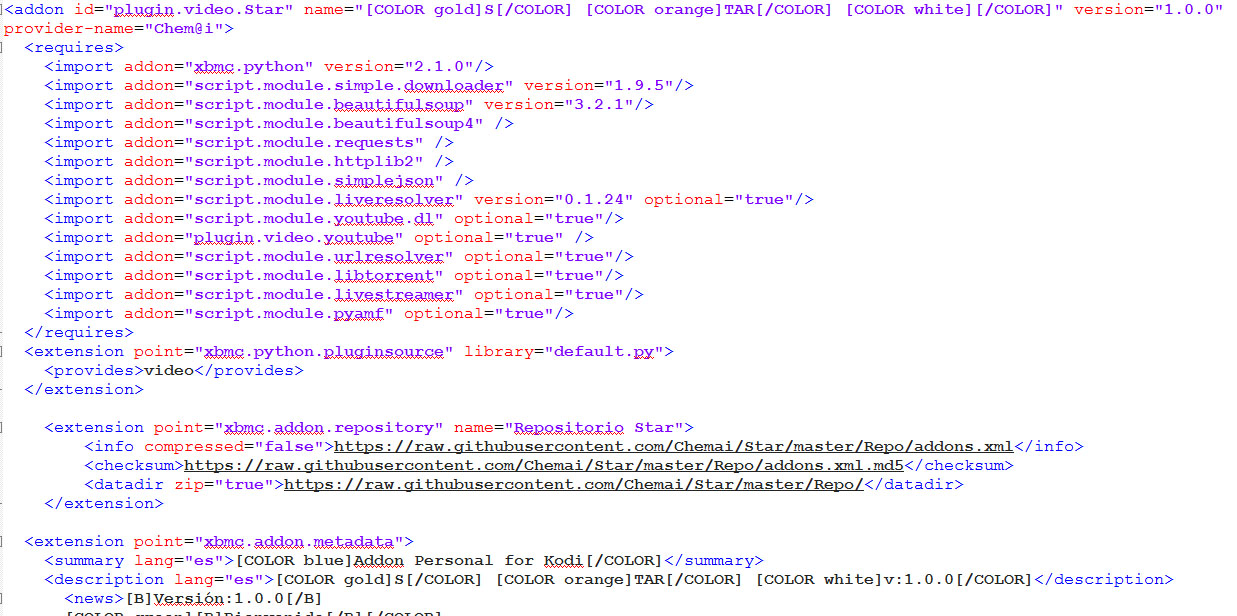 <addon id="plugin.video.Star" name="[COLOR gold]S[/COLOR] [COLOR orange]TAR[/COLOR] [COLOR white][/COLOR]" version="1.0.0"
provider-name="Chem@i">
<requires>
<import addon="xbmc.python" version="2.1.0"/>
<import addon="script.module.simple.downloader" version="1.9.5"/>
<import addon="script.module.beautifulsoup" version="3.2.1"/>
<import addon="script.module.beautifulsoup4" />
<import addon="script.module.requests" />
<import addon="script.module.httplib2" />
<import addon="script.module.simplejson" />
<import addon="script.module.liveresolver" version="0.1.24" optional="true"/>
<import addon="script.module.youtube.dl" optional="true"/>
<import addon="plugin.video.youtube" optional="true" />
<import addon="script.module.urlresolver" optional="true"/>
<import addon="script.module.libtorrent" optional="true"/>
<import addon="script.module.livestreamer" optional="true"/>
<import addon="script.module.pyamf" optional="true"/>
</requires>
<extension point="xbmc.python.pluginsource" library="default.py">
<provides>video</provides>
</extension>
<extension point="xbmc.addon.repository" name="Repositorio Star">
<info compressed="false">https://raw.githubusercontent.com/Chemai/Star/master/Repo/addons.xml</info>
<checksum>https://raw.githubusercontent.com/Chemai/Star/master/Repo/addons.xml.md5</checksum>
<datadir zip="true">https://raw.githubusercontent.com/Chemai/Star/master/Repo/</datadir>
</extension>
<extension point="xbmc.addon.metadata">
<summary lang="es">[COLOR blue]Addon Personal for Kodi[/COLOR]</summary>
<description lang="es">[COLOR gold]S[/COLOR] [COLOR orange]TAR[/COLOR] [COLOR white]v:1.0.0[/COLOR]</description>
<news>[B]Versión:1.0.0[/B]